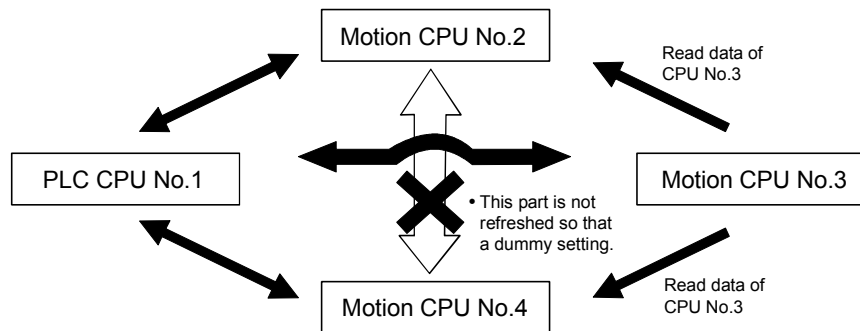 Motion CPU No.2
Read data of
CPU No.3
PLC CPU No.1
Motion CPU No.3
• This part is not
refreshed so that
a dummy setting.
Motion CPU No.4
Read data of
CPU No.3